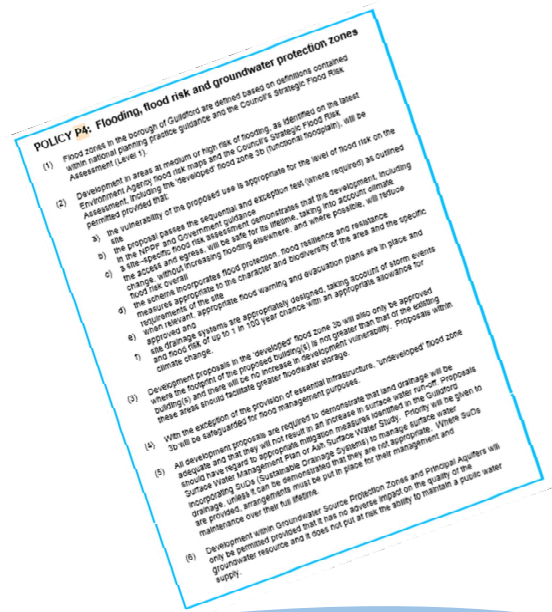 POLICY P4: Flooding, flood risk and groundwater protection zones
(1) Flood zones in the borough of Guildford are defined based on definitions contained
within national planning practice guidance and the Council's Strategic Flood Risk
Assessment (Level 1).
(2) Development in areas at medium or high risk of flooding, as identified on the latest
Environment Agency flood risk maps and the Council's Strategic Flood Risk
Assessment, including the 'developed' flood zone 3b (functional floodplain), will be
permitted provided that:
a) the vulnerability of the proposed use is appropriate for the level of flood risk on the
site
b) the proposal passes the sequential and exception test (where required) as outlined
in the NPPF and Government guidance
c) a site-specific flood risk assessment demonstrates that the development, including
the access and egress, will be safe for its lifetime, taking into account climate
change, without increasing flooding elsewhere, and where possible, will reduce
flood risk overall
d) the scheme incorporates flood protection, flood resilience and resistance
measures appropriate to the character and biodiversity of the area and the specific
requirements of the site
e) when relevant, appropriate flood warning and evacuation plans are in place and
approved and
f) site drainage systems are appropriately designed, taking account of storm events
and flood risk of up to 1 in 100 year chance with an appropriate allowance for
climate change.
(3) Development proposals in the 'developed' flood zone 3b will also only be approved
where the footprint of the proposed building(s) is not greater than that of the existing
building(s) and there will be no increase in development vulnerability. Proposals within
these areas should facilitate greater floodwater storage.
(4) With the exception of the provision of essential infrastructure, 'undeveloped' flood zone
3b will be safeguarded for flood management purposes.
(5) All development proposals are required to demonstrate that land drainage will be
adequate and that they will not result in an increase in surface water run-off. Proposals
should have regard to appropriate mitigation measures identified in the Guildford
Surface Water Management Plan or Ash Surface Water Study. Priority will be given to
incorporating SuDs (Sustainable Drainage Systems) to manage surface water
drainage, unless it can be demonstrated that they are not appropriate. Where SuDs
are provided, arrangements must be put in place for their management and
maintenance over their full lifetime.
(6) Development within Groundwater Source Protection Zones and Principal Aquifers will
only be permitted provided that it has no adverse impact on the quality of the
groundwater resource and it does not put at risk the ability to maintain a public water
supply.